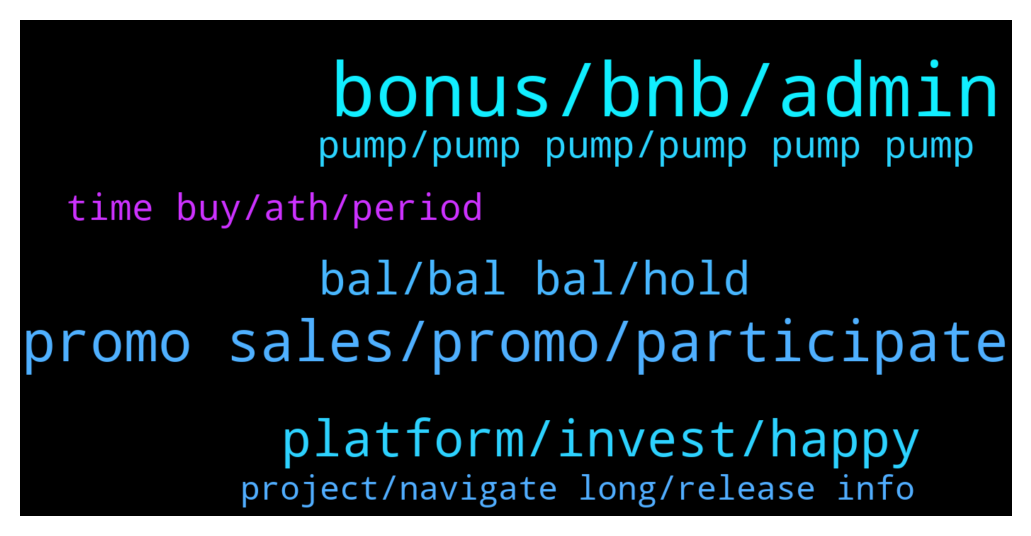 bonus/bnb/admin
pump/pump pump/pump pump pump
time buy/ath/period
bal/bal bal/hold
promo sales/promo/participate
platform/invest/happy
project/navigate long/release info